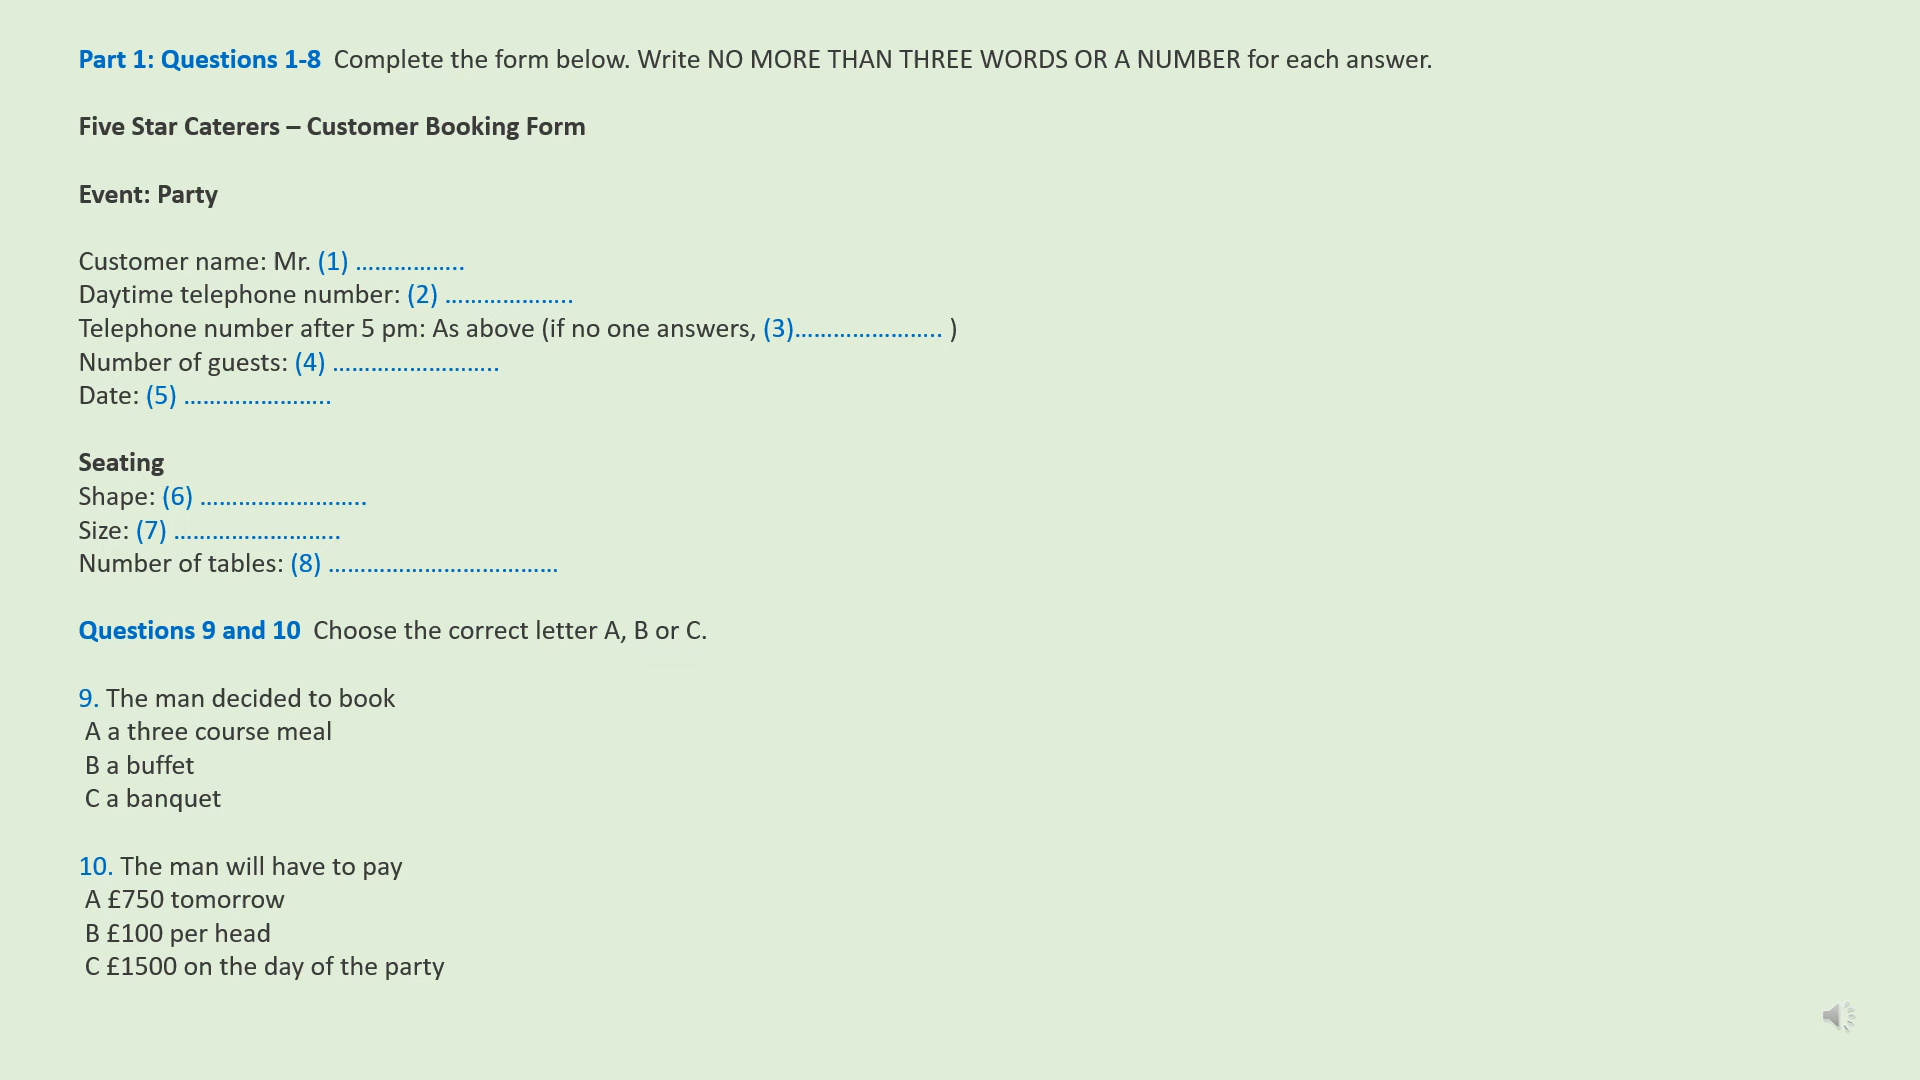 Part 1: Questions 1-8  Complete the form below. Write NO MORE THAN THREE WORDS OR A NUMBER for each answer.
Five Star Caterers – Customer Booking Form
Event: Party
Customer name: Mr. (1) ……………..
Daytime telephone number: (2) ………………..
Telephone number after 5 pm: As above (if no one answers, (3)………………….. )
Number of guests: (4) ……………………..
Date: (5) …………………..
Seating
Shape: (6) ……………………..
Size: (7) ……………………..
Number of tables: (8) ………………………………
Questions 9 and 10  Choose the correct letter A, B or C.
9. The man decided to book
A a three course meal
B a buffet
C a banquet
10. The man will have to pay
A £750 tomorrow
B £100 per head
C £1500 on the day of the party